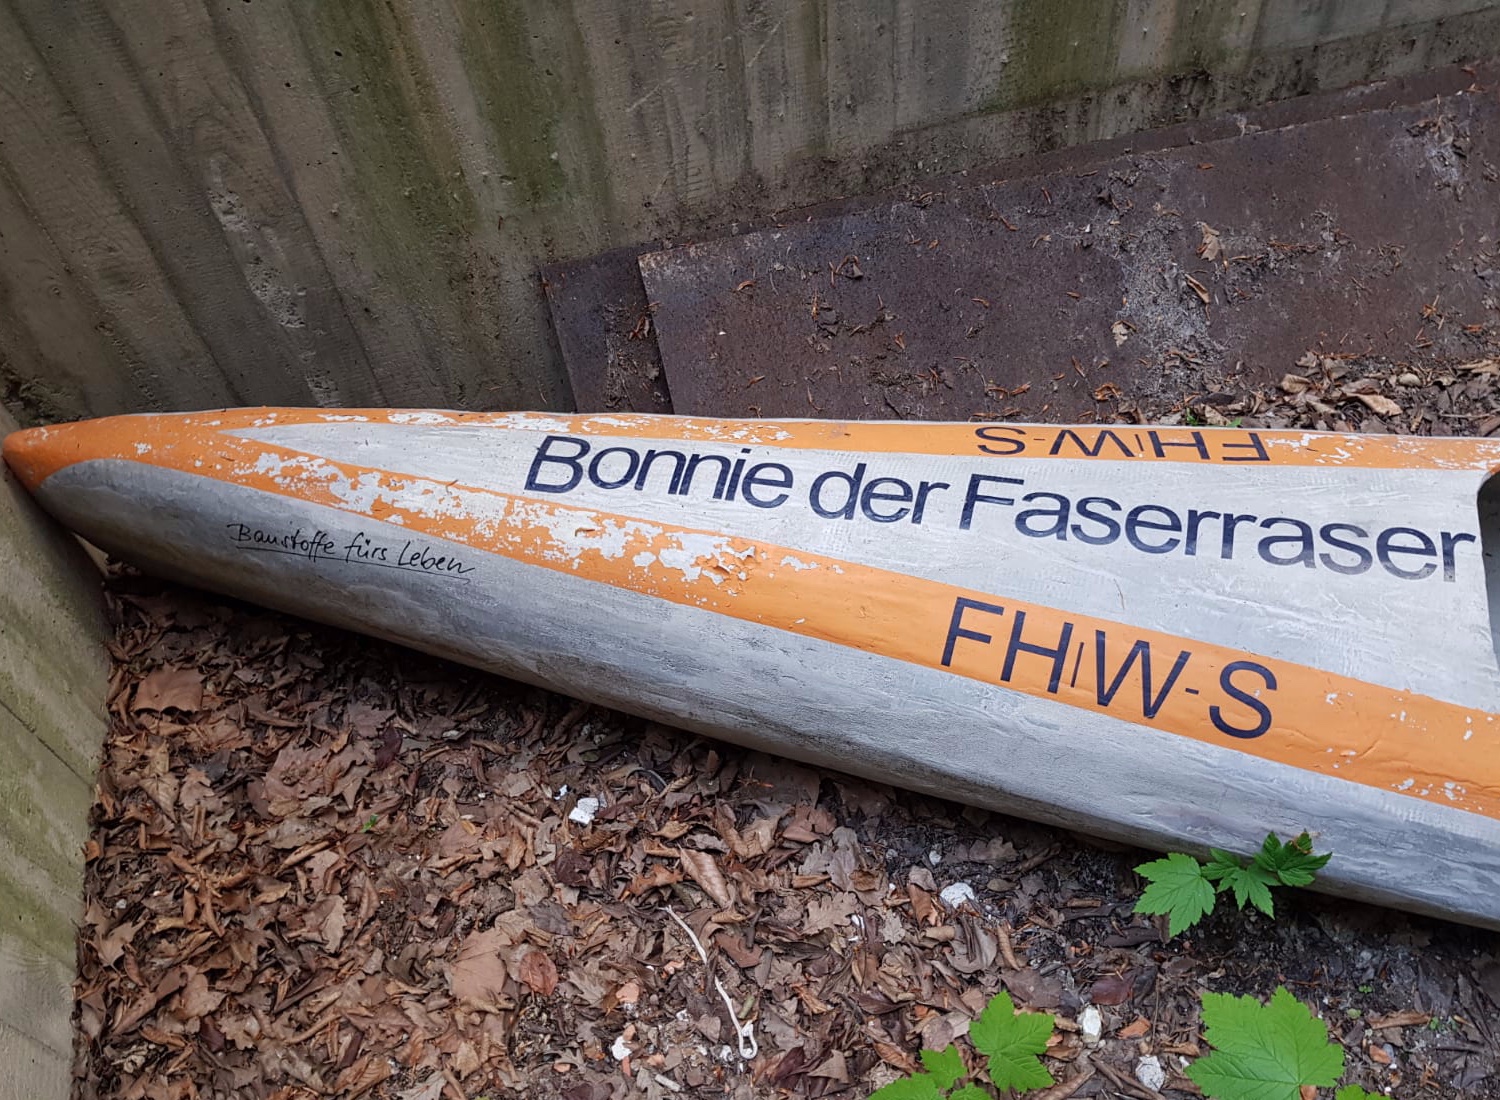 FH|W-S
Bonnie der Faserraser
Baustoffe fürs Leben
FH|W-S